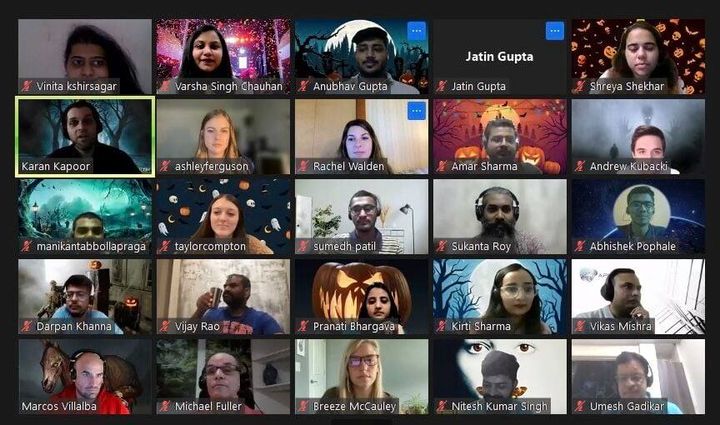 Vinita kshirsagar
Varsha Singh Chauhan
Anubhav Gupta
Jatin Gupta
Jatin Gupta
Shreya Shekhar
Karan Kapoor
ashleyferguson
Rachel Walden
Amar Sharma
Andrew Kubacki
manikantabbollapraga
taylorcompton
sumedh patil
Sukanta Roy
Abhishek Pophale
Darpan Khanna
Vijay Rao
Pranati Bhargava
Kirti Sharma
Vikas Mishra
Marcos Villalba
Michael Fuller
Breeze McCauley
Nitesh Kumar Singh
Umesh Gadikar